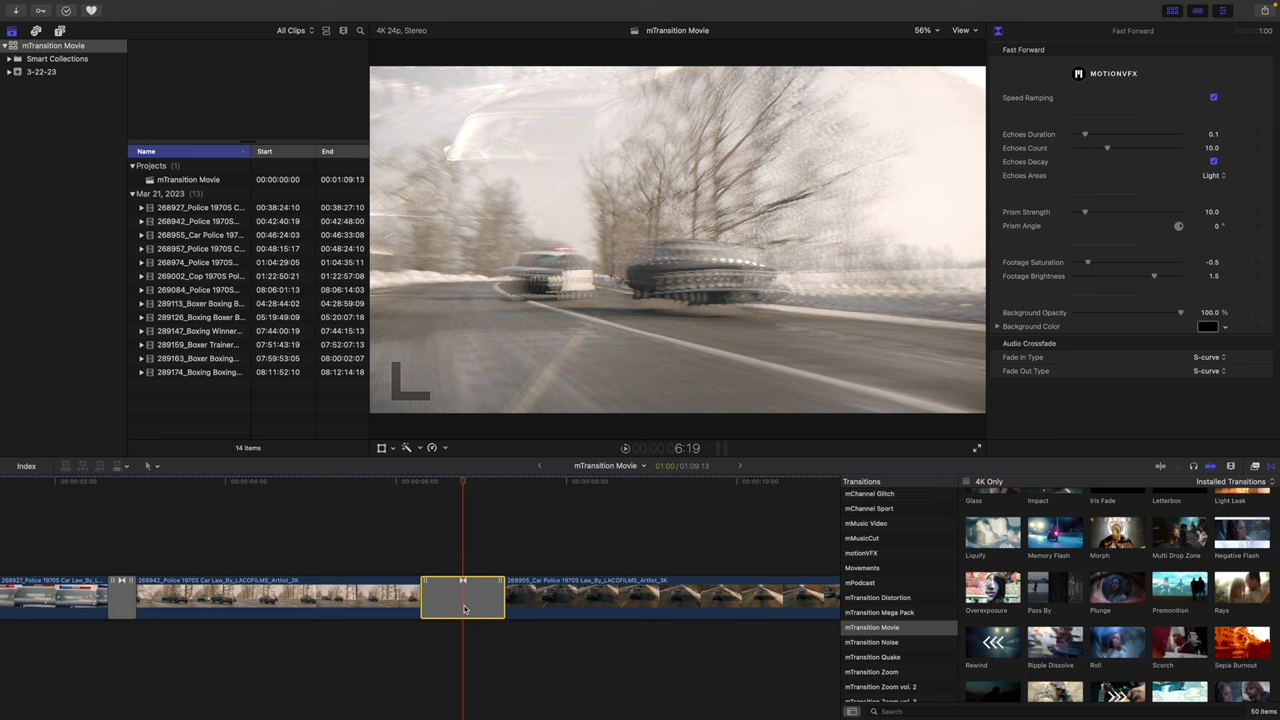 All Clips
4K 24p, Stereo
mTransition Movie
56%
View
Fast Forward
1:00
mTransition Movie
Smart Collections
3-22-23
Name
Start
End
Projects (1)
mTransition Movie 00:00:00:00 00:01:09:13
Mar 21, 2023 (13)
268927_Police 1970S C... 00:38:24:10 00:38:27:10
268942_Police 1970S... 00:42:40:19 00:42:48:00
268955_Car Police 197... 00:46:24:03 00:46:33:08
268957_Police 1970S... 00:48:15:17 00:48:24:10
268974_Police 1970S... 01:04:29:05 01:04:35:11
269002_Cop 1970S Pol... 01:22:50:21 01:22:57:08
269084_Police 1970S... 08:06:01:13 08:06:14:03
289113_Boxer Boxing B... 04:28:44:02 04:28:59:09
289126_Boxing Boxer B... 05:19:49:09 05:20:07:18
289147_Boxing Winner... 07:44:00:19 07:44:15:13
289159_Boxer Trainer... 07:51:43:19 07:52:07:13
289163_Boxer Boxing... 07:59:53:05 08:00:02:07
289174_Boxing Boxing... 08:11:52:10 08:12:14:18
14 items
6:19
Fast Forward
MOTIONVFX
Speed Ramping
Echoes Duration 0.1
Echoes Count 10.0
Echoes Decay
Echoes Areas Light
Prism Strength 10.0
Prism Angle 0 °
Footage Saturation -0.5
Footage Brightness 1.5
Background Opacity 100.0 %
Background Color
Audio Crossfade
Fade In Type S-curve
Fade Out Type S-curve
Index
mTransition Movie
01:00 / 01:09:13
00:00:02:00
00:00:04:00
00:00:06:00
00:00:08:00
00:00:10:00
268927_Police 1970S Car Law_By_L...
268942_Police 1970S Car Law_By_LACOFILMS_Artlist_3K
268955_Car Police 1970S Law_By_LACOFILMS_Artlist_3K
Transitions
4K Only
Installed Transitions
mChannel Glitch
mChannel Sport
mMusic Video
mMusicCut
motionVFX
Movements
mPodcast
mTransition Distortion
mTransition Mega Pack
mTransition Movie
mTransition Noise
mTransition Quake
mTransition Zoom
mTransition Zoom vol. 2
Glass
Impact
Iris Fade
Letterbox
Light Leak
Liquify
Memory Flash
Morph
Multi Drop Zone
Negative Flash
Overexposure
Pass By
Plunge
Premonition
Rays
Rewind
Ripple Dissolve
Roll
Scorch
Sepia Burnout
Search
50 items